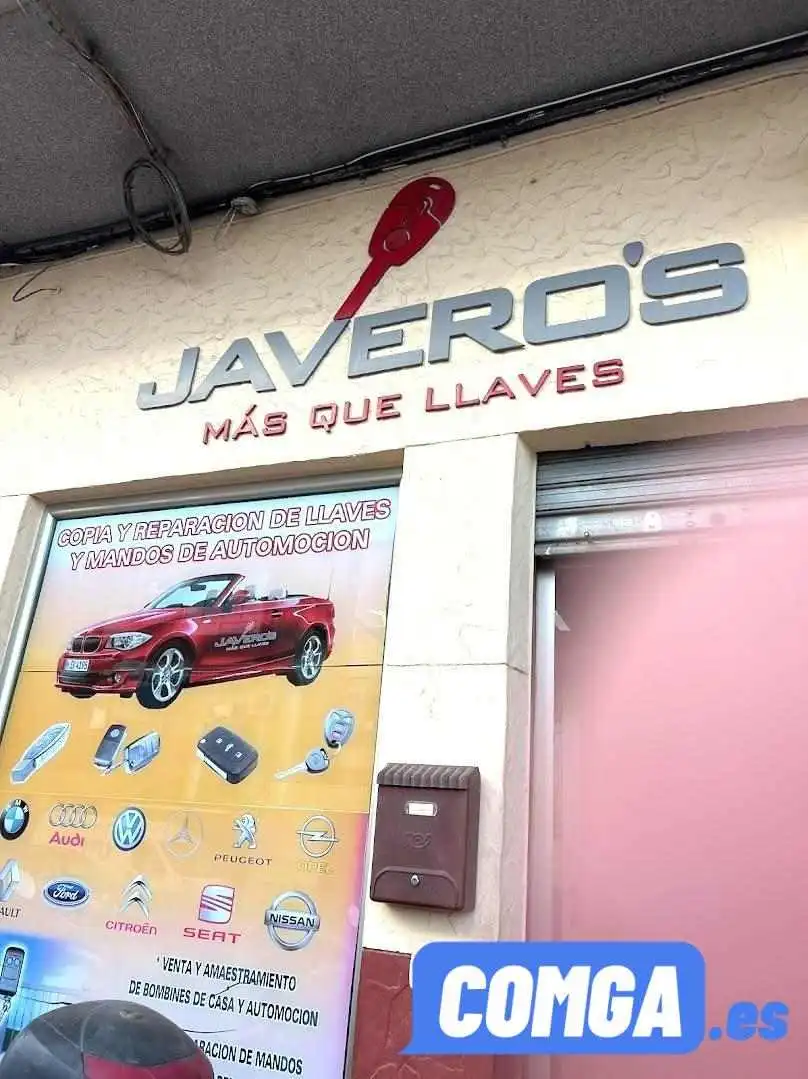 JAVERO'S
MÁS QUE LLAVES
COPIA Y REPARACION DE LLAVES
Y MANDOS DE AUTOMOCION
JAVERO'S
MÁS QUE LLAVES
Audi
PEUGEOT
OPEL
Ford
CITROËN
SEAT
NISSAN
' VENTA Y AMAESTRAMIENTO
DE BOMBINES DE CASA Y AUTOMOCION
DE MANDOS
COMGA.es